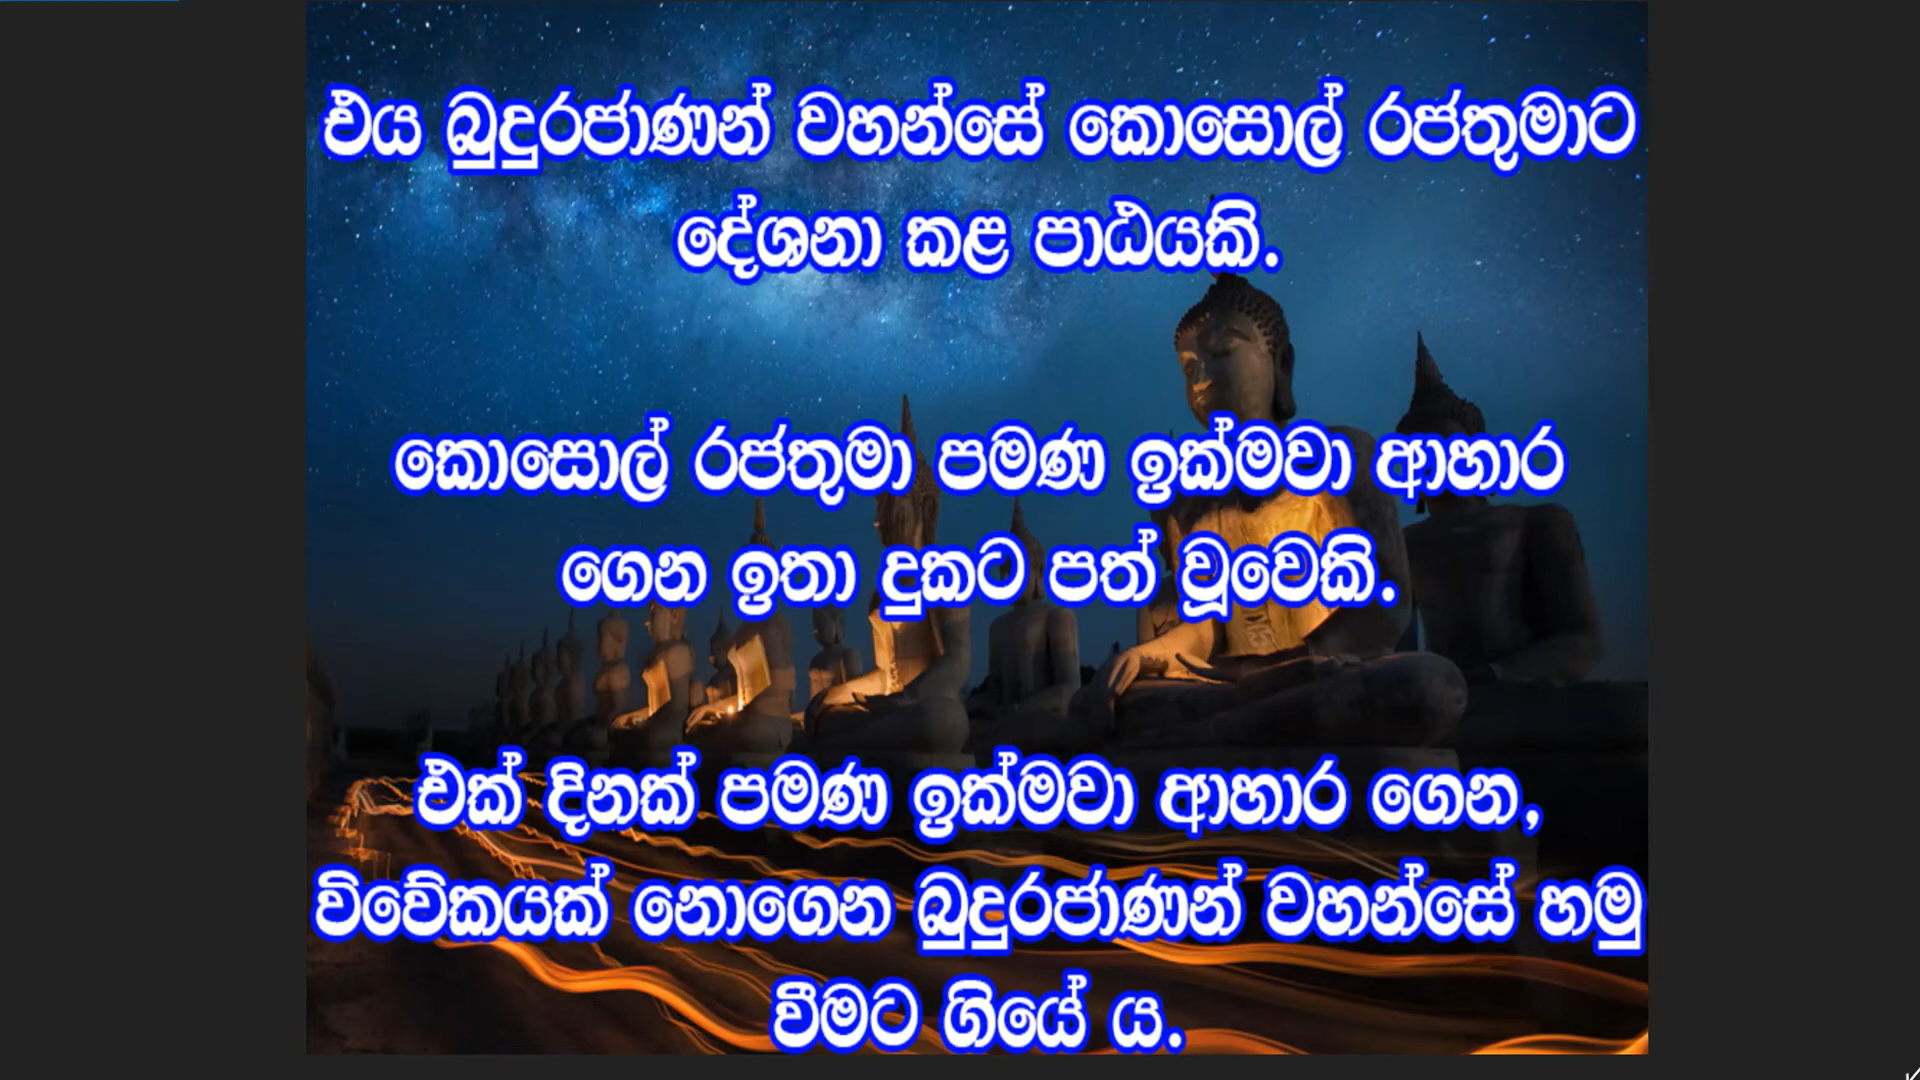 එය බුදුරජාණන් වහන්සේ කොසොල් රජතුමාට
දේශනා කළ පාඨයකි.
කොසොල් රජතුමා පමණ ඉක්මවා ආහාර
ගෙන ඉතා දුකට පත් වූවෙකි.
එක් දිනක් පමණ ඉක්මවා ආහාර ගෙන,
විවේකයක් නොගෙන බුදුරජාණන් වහන්සේ හමු
වීමට ගියේ ය.